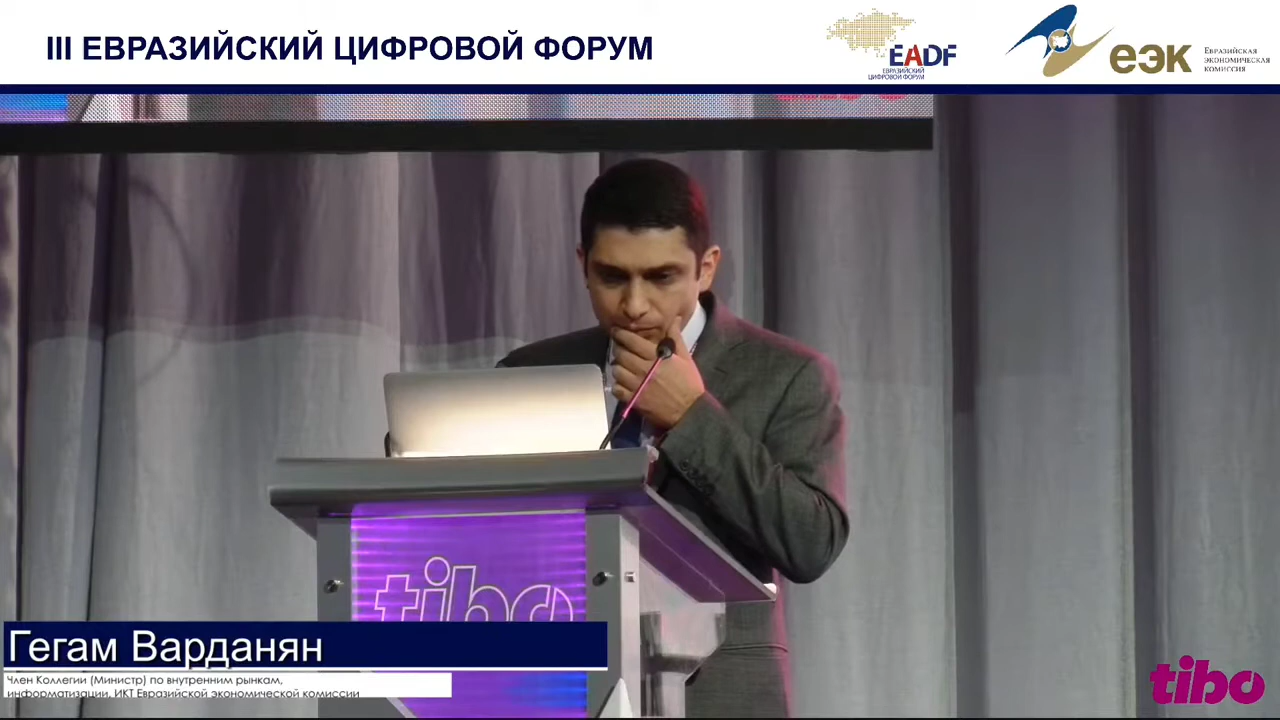 III ЕВРАЗИЙСКИЙ ЦИФРОВОЙ ФОРУМ
EADF
ЕВРАЗИЙСКИЙ
ЦИФРОВОЙ ФОРУМ
ЕЭК
ЕВРАЗИЙСКАЯ
ЭКОНОМИЧЕСКАЯ
КОМИССИЯ
tibo
Гегам Варданян
Член Коллегии (Министр) по внутренним рынкам,
информатизации, ИКТ Евразийской экономической комиссии
tibo